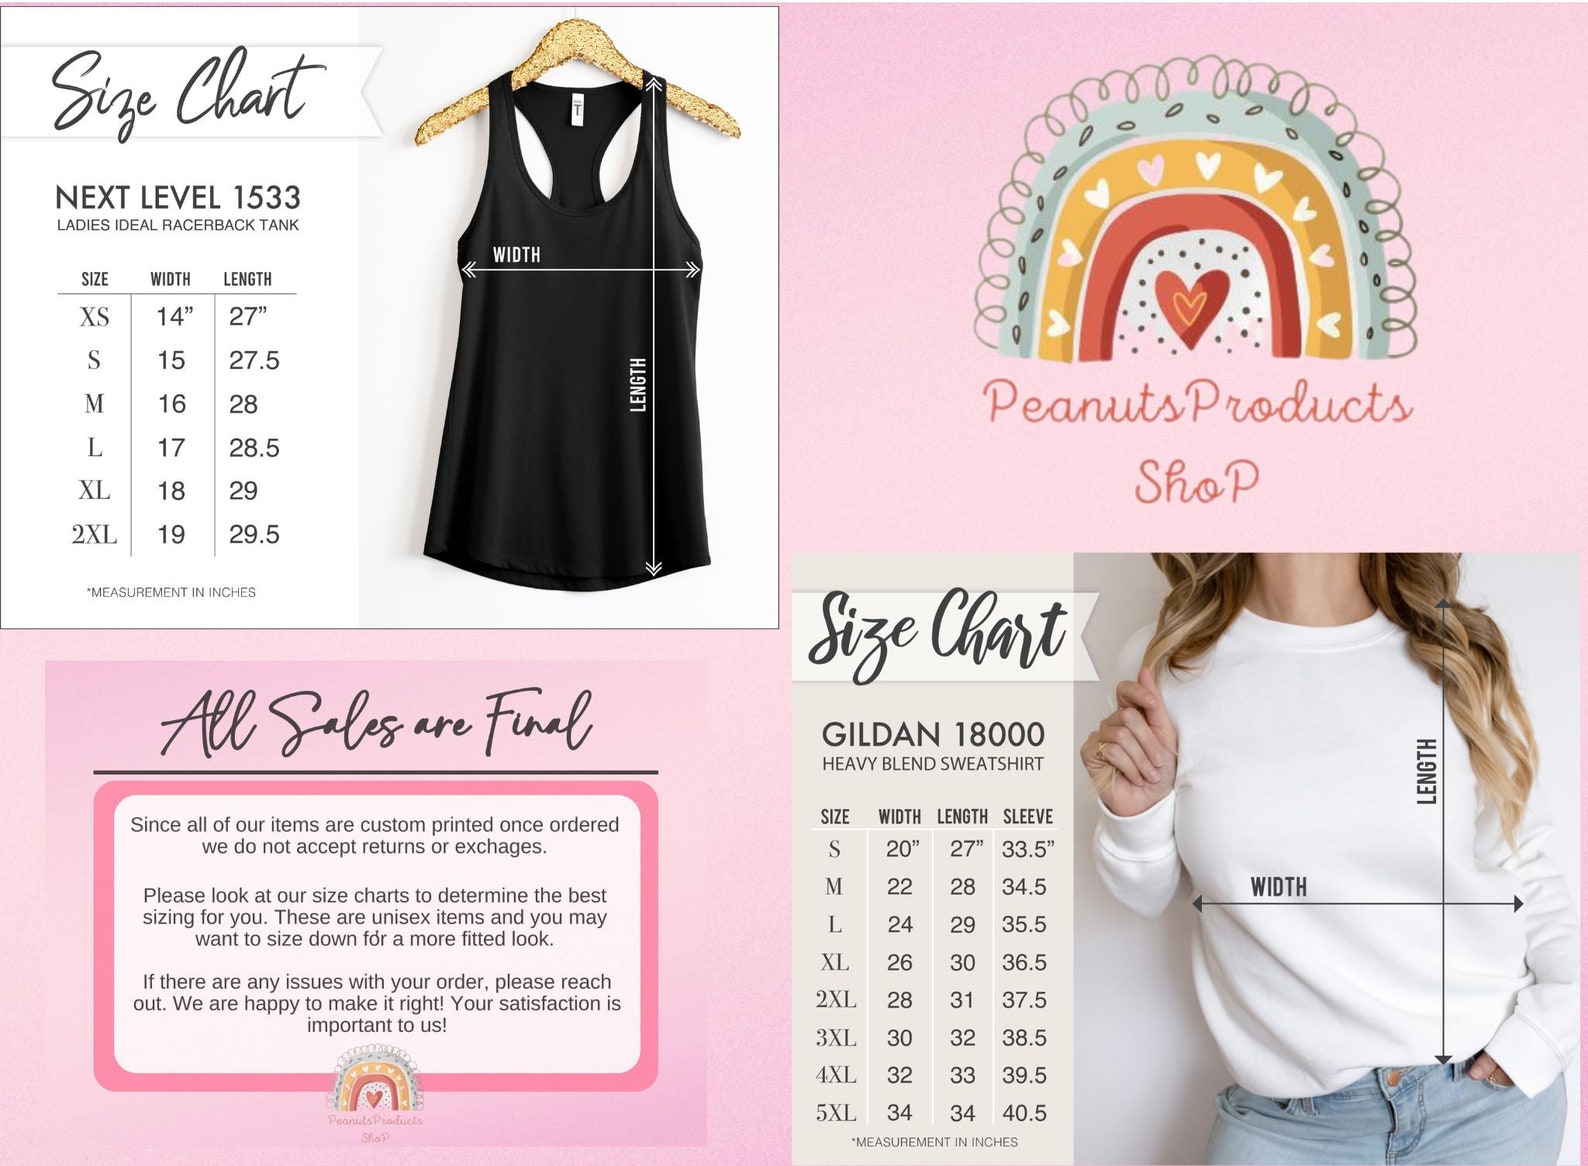 Size Chart
NEXT LEVEL 1533
LADIES IDEAL RACERBACK TANK
SIZE WIDTH LENGTH
XS 14” 27”
S 15 27.5
M 16 28
L 17 28.5
XL 18 29
2XL 19 29.5
*MEASUREMENT IN INCHES
T
WIDTH
LENGTH
PeanutsProducts
ShoP
All Sales are Final
Since all of our items are custom printed once ordered
we do not accept returns or exchages.
Please look at our size charts to determine the best
sizing for you. These are unisex items and you may
want to size down for a more fitted look.
If there are any issues with your order, please reach
out. We are happy to make it right! Your satisfaction is
important to us!
PeanutsProducts
ShoP
Size Chart
GILDAN 18000
HEAVY BLEND SWEATSHIRT
SIZE WIDTH LENGTH SLEEVE
S 20” 27” 33.5”
M 22 28 34.5
L 24 29 35.5
XL 26 30 36.5
2XL 28 31 37.5
3XL 30 32 38.5
4XL 32 33 39.5
5XL 34 34 40.5
*MEASUREMENT IN INCHES
LENGTH
WIDTH